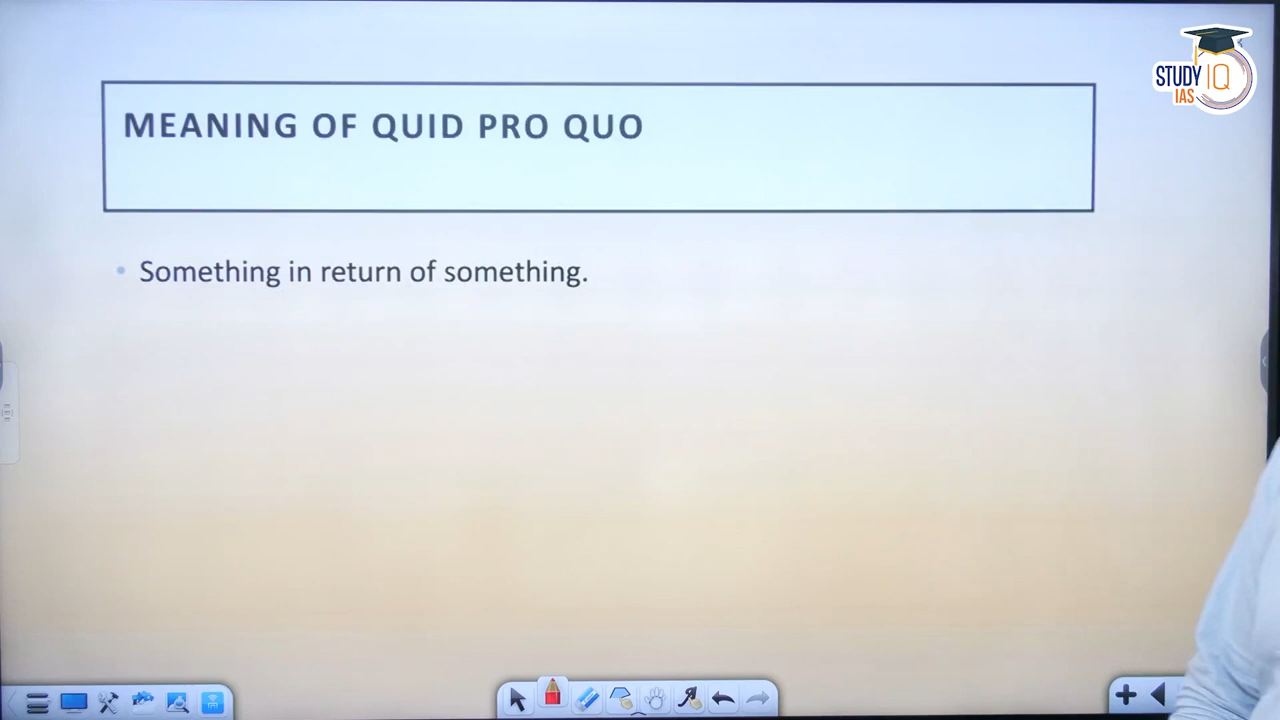 STUDY IQ
IAS
MEANING OF QUID PRO QUO
• Something in return of something.